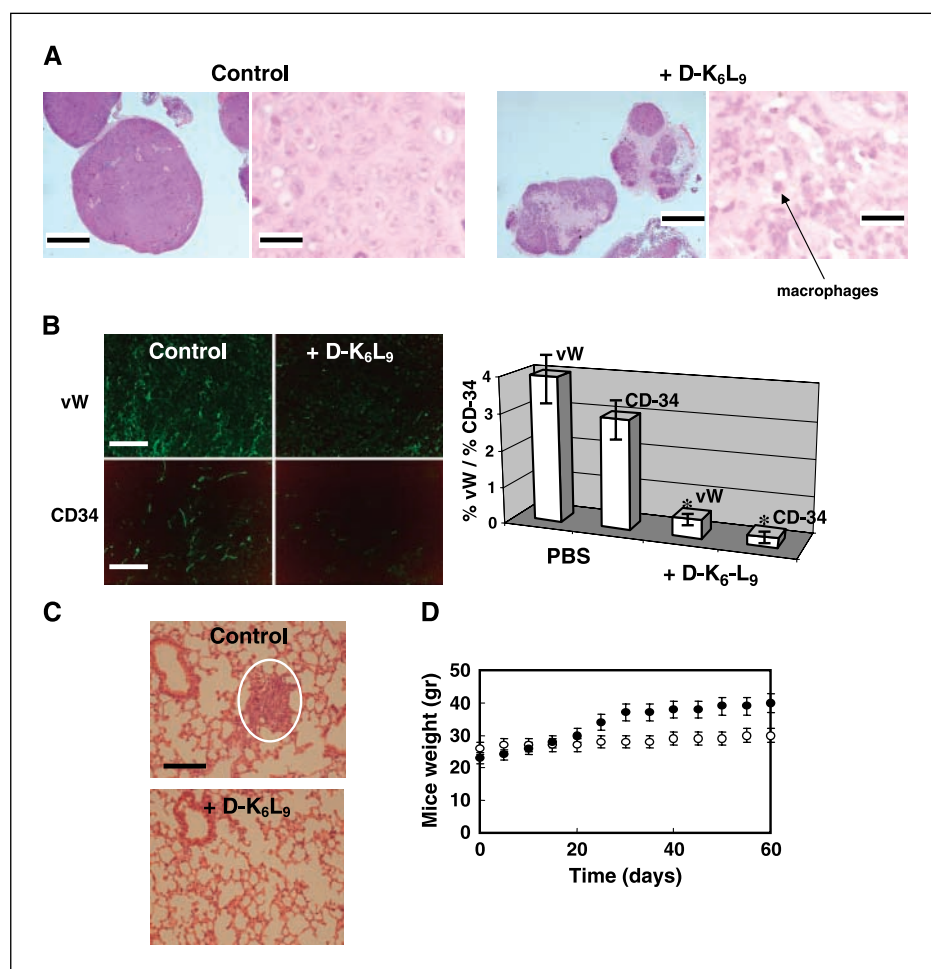 A
Control
+ D-K₆L₉
macrophages
B
Control
+ D-K₆L₉
vW
CD34
% vW / % CD-34
4
3
2
1
0
vW
CD-34
* vW
* CD-34
PBS
+ D-K₆-L₉
C
Control
+ D-K₆L₉
D
Mice weight (gr)
50
40
30
20
10
0
0 20 40 60
Time (days)